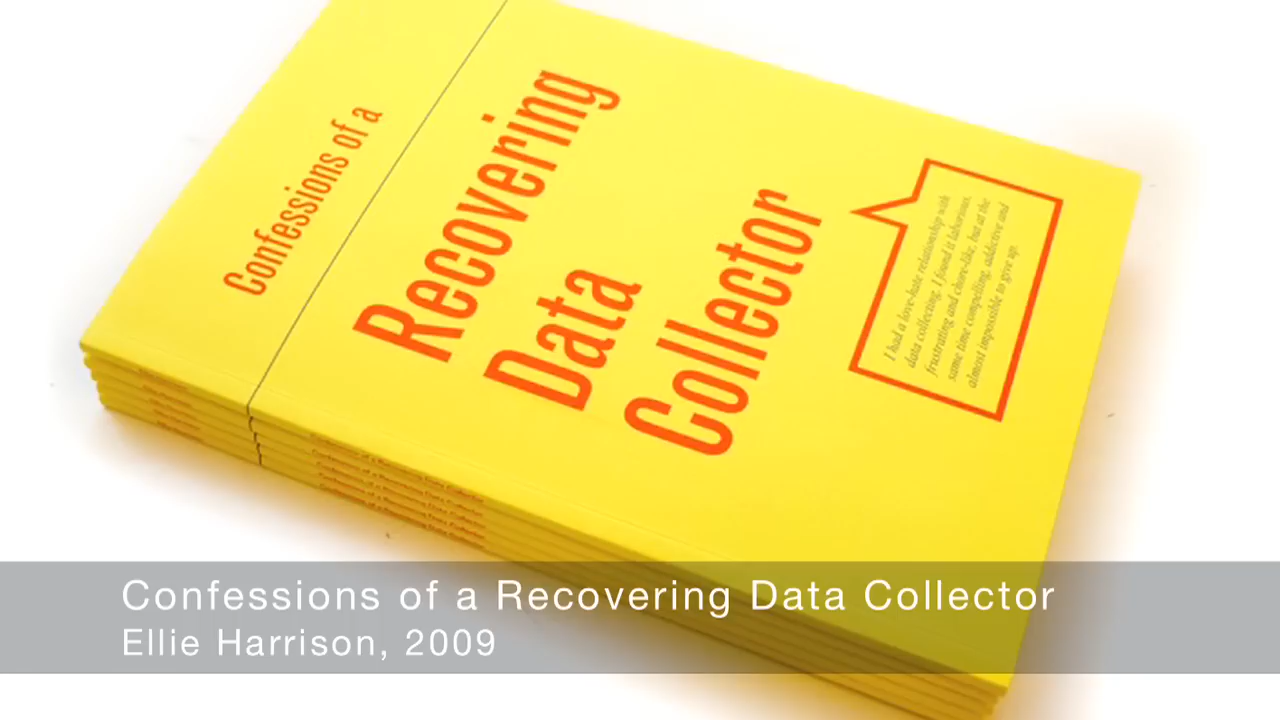 Confessions of a
Recovering
Data
Collector
I had a love-hate relationship with
data collecting. I found it laborious,
frustrating and chore-like, but at the
same time compelling, addictive and
almost impossible to give up.
Confessions of a Recovering Data Collector
Ellie Harrison, 2009